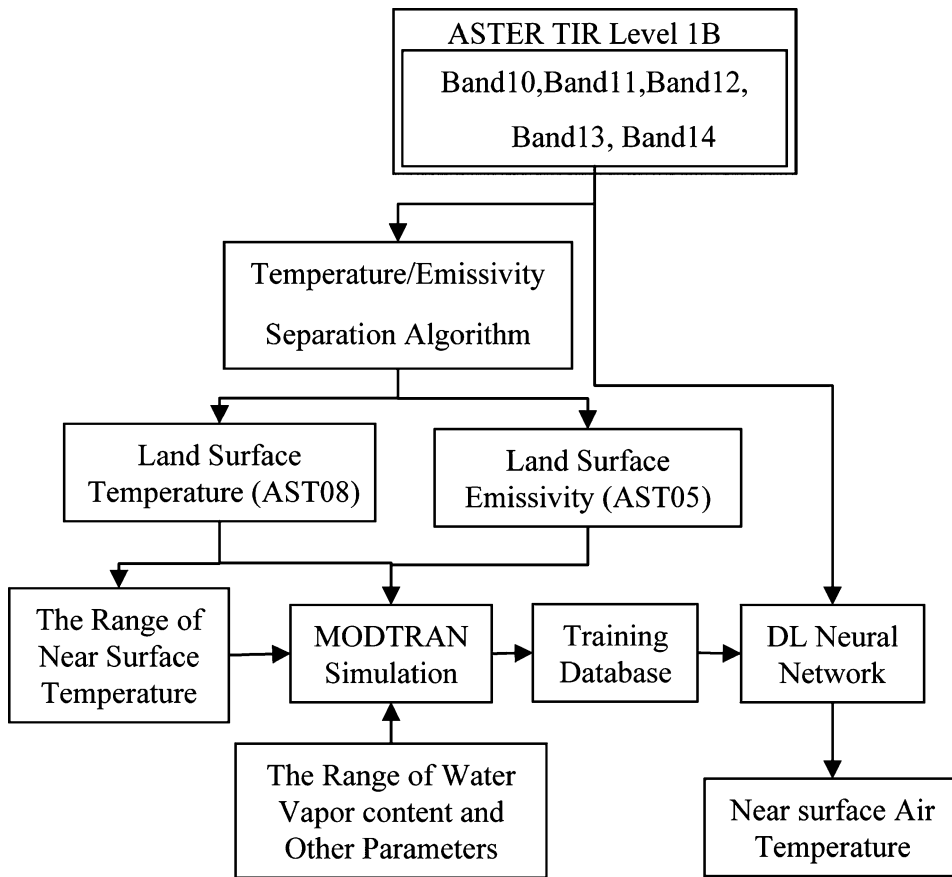 ASTER TIR Level 1B
Band10,Band11,Band12,
Band13, Band14
Temperature/Emissivity
Separation Algorithm
Land Surface
Temperature (AST08)
Land Surface
Emissivity (AST05)
The Range of
Near Surface
Temperature
MODTRAN
Simulation
Training
Database
DL Neural
Network
The Range of Water
Vapor content and
Other Parameters
Near surface Air
Temperature